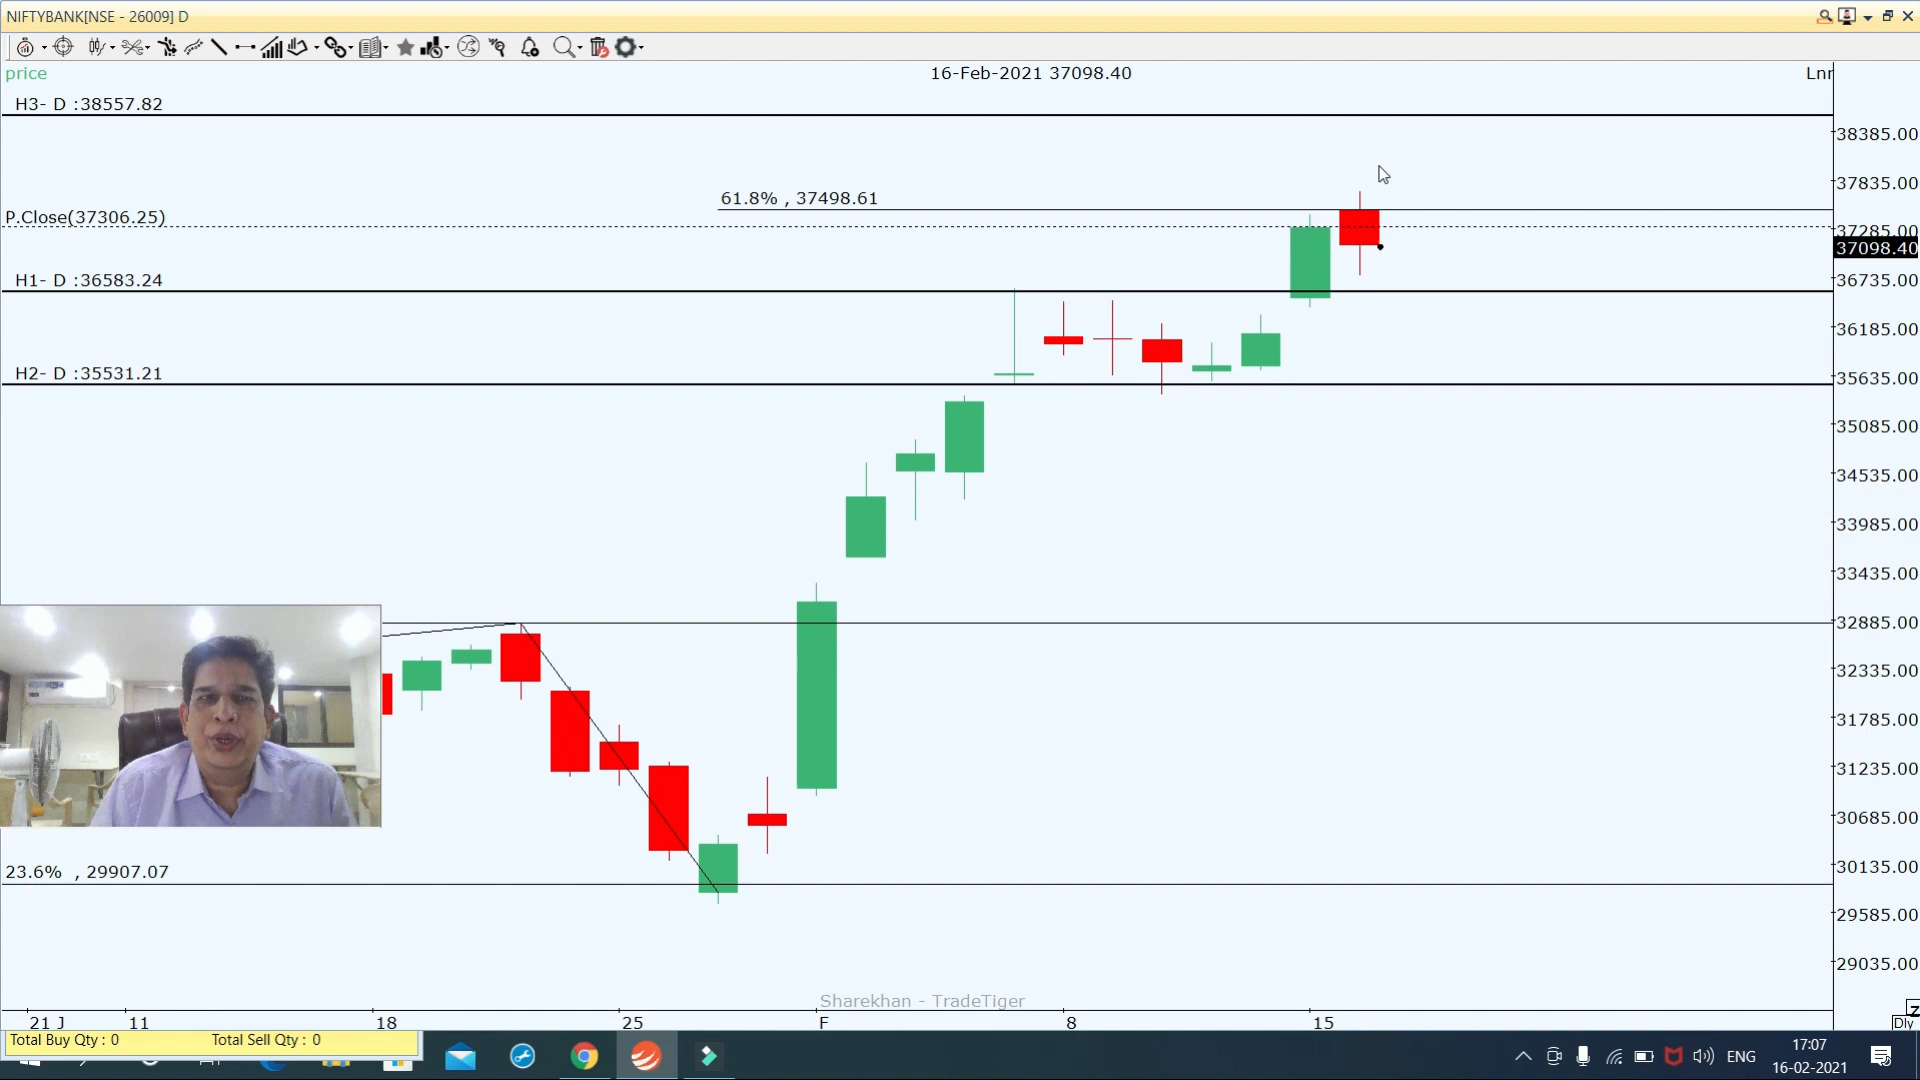 NIFTYBANK[NSE - 26009] D
price
16-Feb-2021 37098.40
Lnr
H3- D :38557.82
38385.00
61.8% , 37498.61
37835.00
P.Close(37306.25)
37285.00
37098.40
H1- D :36583.24
36735.00
36185.00
H2- D :35531.21
35635.00
35085.00
34535.00
33985.00
33435.00
32885.00
32335.00
31785.00
31235.00
30685.00
23.6% , 29907.07
30135.00
29585.00
29035.00
Sharekhan - TradeTiger
Z
21 J 11 18 25 F 8 15
Dly
Total Buy Qty : 0 Total Sell Qty : 0
ENG
17:07
16-02-2021